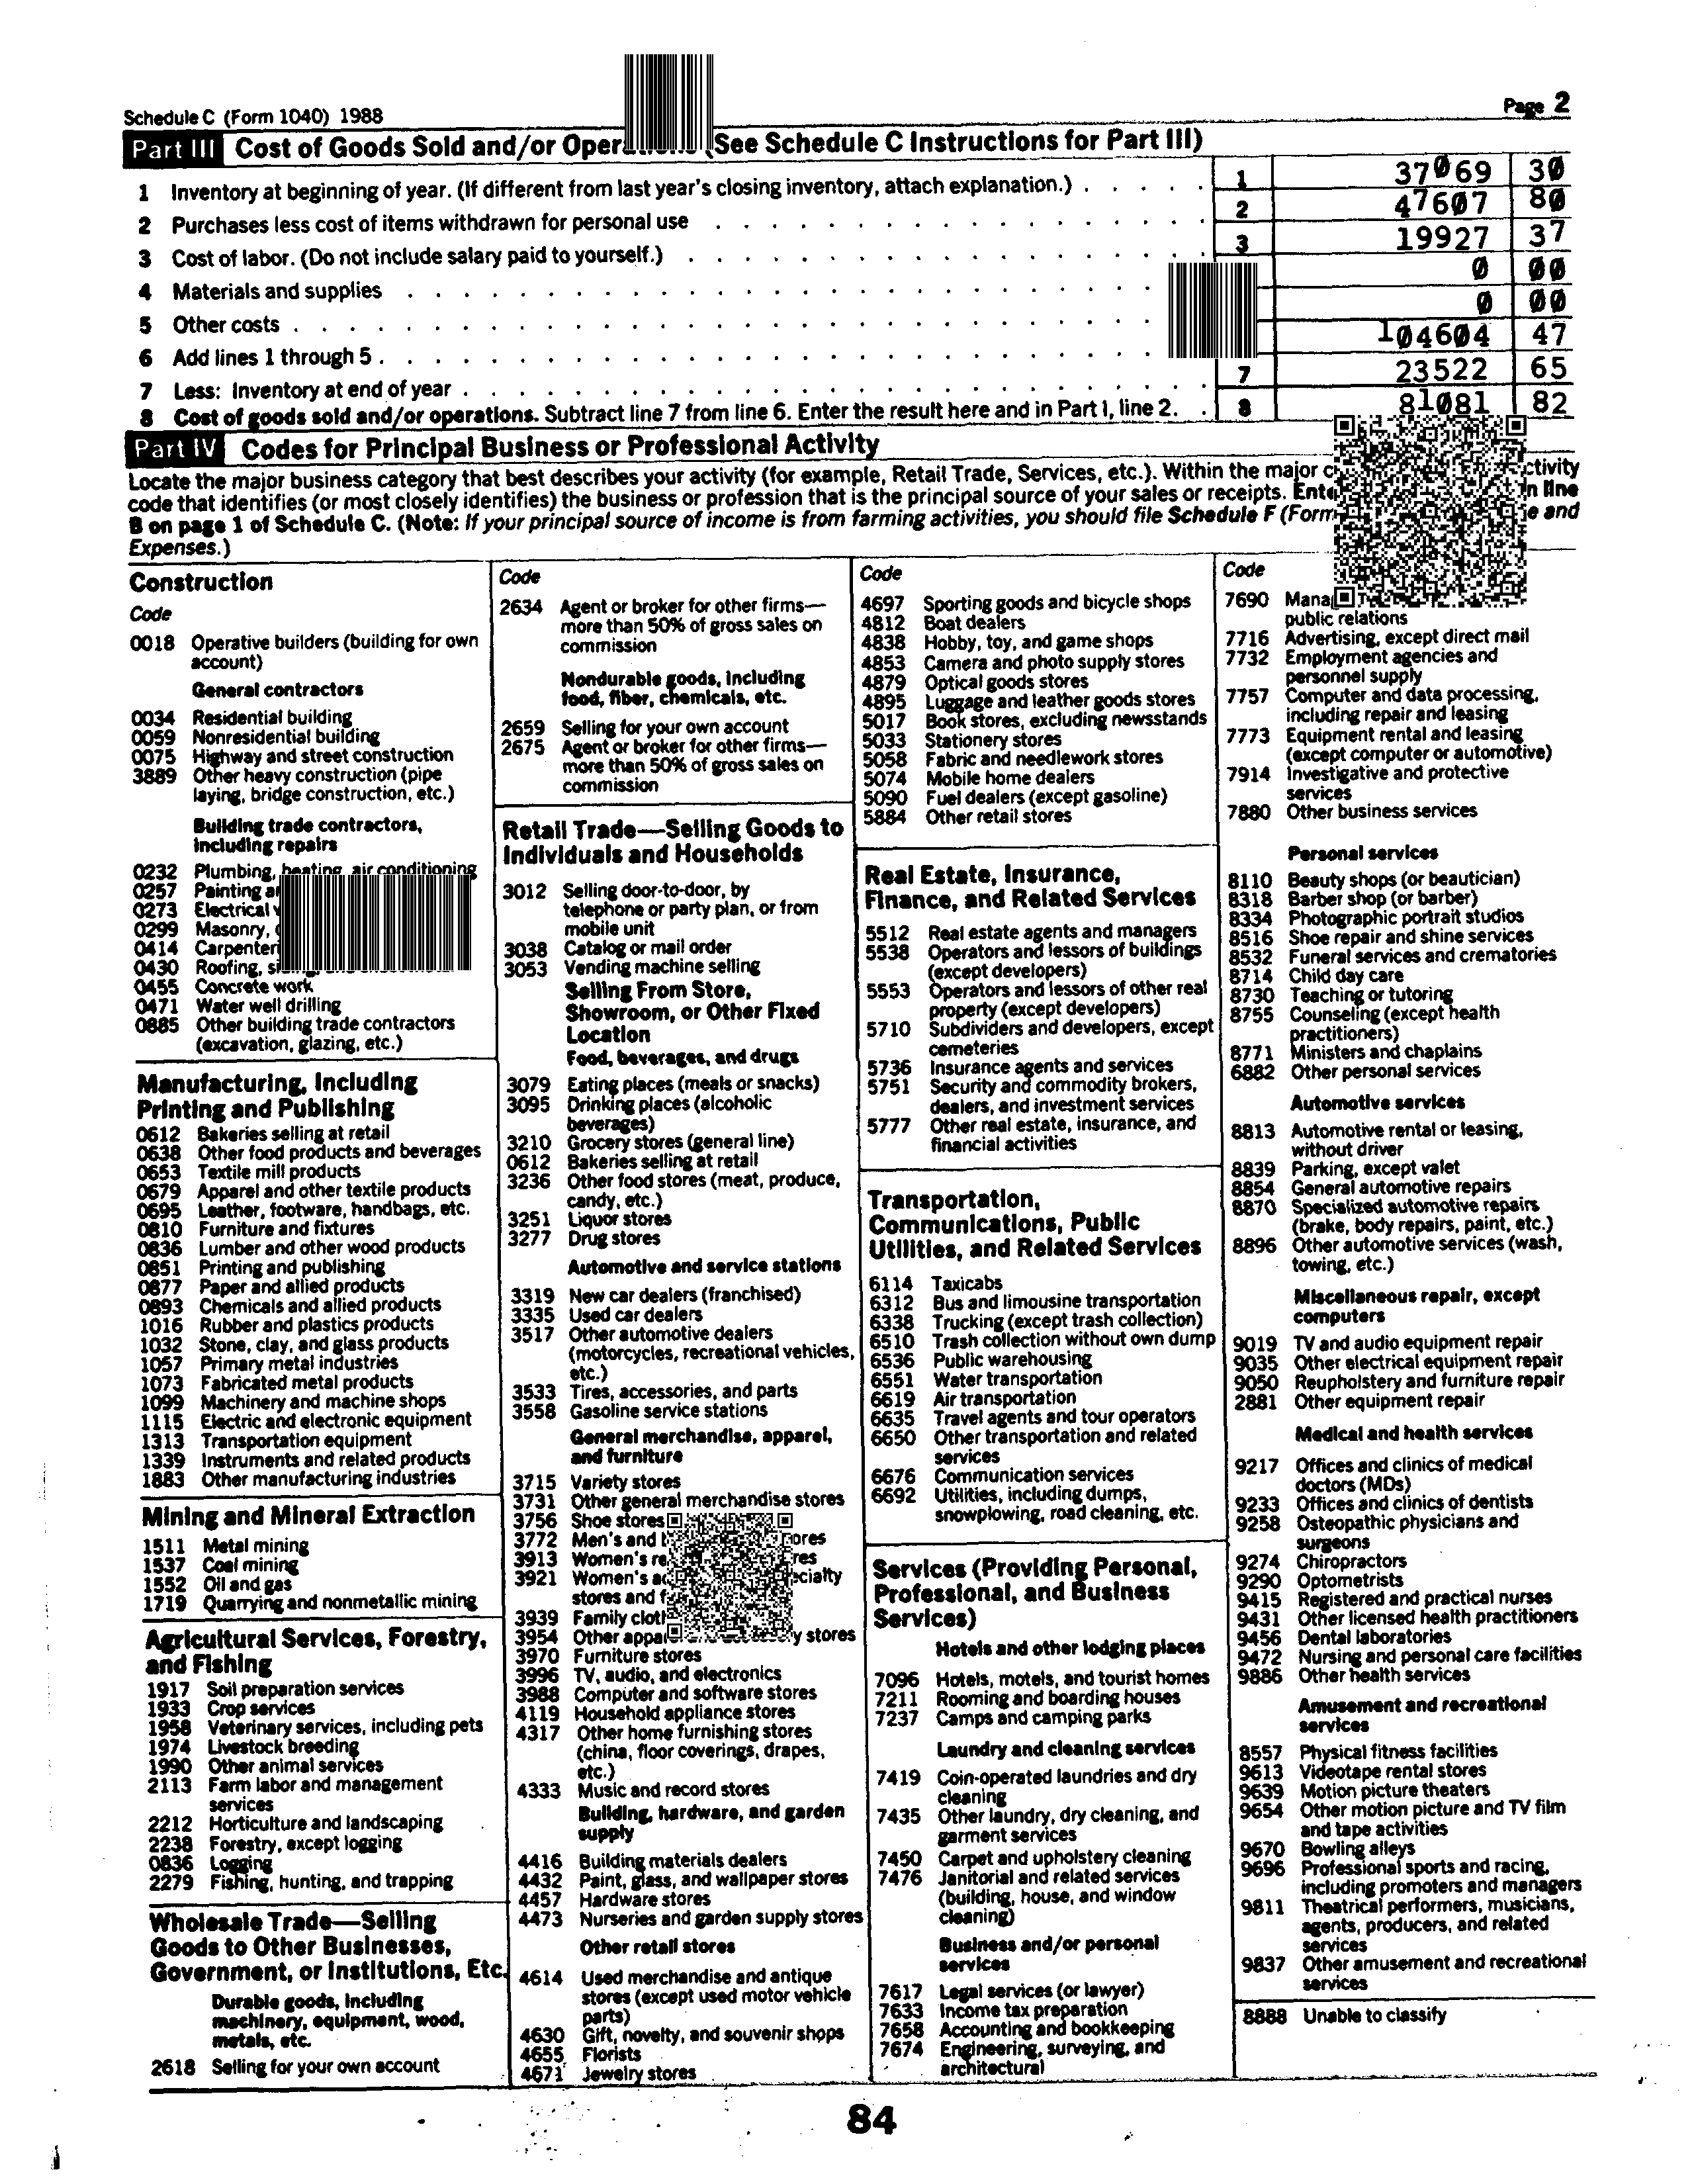 Schedule C (Form 1040) 1988
Page 2
Part III Cost of Goods Sold and/or (See Schedule C Instructions for Part III)
1 Inventory at beginning of year. (If different from last year's closing inventory, attach explanation.) . . . . . 1 37069 30
2 Purchases less cost of items withdrawn for personal use . . . . . . . . . . . . . . . 2 47607 80
3 Cost of labor. (Do not include salary paid to yourself.) . . . . . . . . . . . . . . . . 3 19927 37
4 Materials and supplies . . . . . . . . . . . . . . . . . . . . . . 0 00
5 Other costs . . . . . . . . . . . . . . . . . . . . . . . . . 0 00
6 Add lines 1 through 5 . . . . . . . . . . . . . . . . . . . . . . . 104604 47
7 Less: Inventory at end of year . . . . . . . . . . . . . . . . . . . . . . 7 23522 65
8 Cost of goods sold and/or operations. Subtract line 7 from line 6. Enter the result here and in Part I, line 2. . 8 81081 82
Part IV Codes for Principal Business or Professional Activity
Locate the major business category that best describes your activity (for example, Retail Trade, Services, etc.). Within the major
code that identifies (or most closely identifies) the business or profession that is the principal source of your sales or receipts. line
B on page 1 of Schedule C. (Note: If your principal source of income is from farming activities, you should file Schedule F (Form and
Expenses.)
Construction
Code
0018 Operative builders (building for own
account)
General contractors
0034 Residential building
0059 Nonresidential building
0075 Highway and street construction
3889 Other heavy construction (pipe
laying, bridge construction, etc.)
Building trade contractors,
including repairs
0232 Plumbing, heating, air conditioning
0257 Painting
0273 Electrical
0299 Masonry,
0414
0430 Roofing,
0455 Concrete work
0471 Water well drilling
0885 Other building trade contractors
(excavation, glazing, etc.)
Manufacturing, Including
Printing and Publishing
0612 Bakeries selling at retail
0638 Other food products and beverages
0653 Textile mill products
0679 Apparel and other textile products
0695 Leather, footware, handbags, etc.
0810 Furniture and fixtures
0836 Lumber and other wood products
0851 Printing and publishing
0877 Paper and allied products
0893 Chemicals and allied products
1016 Rubber and plastics products
1032 Stone, clay, and glass products
1057 Primary metal industries
1073 Fabricated metal products
1099 Machinery and machine shops
1115 Electric and electronic equipment
1313 Transportation equipment
1339 Instruments and related products
1883 Other manufacturing industries
Mining and Mineral Extraction
1511 Metal mining
1537 Coal mining
1552 Oil and gas
1719 Quarrying and nonmetallic mining
Agricultural Services, Forestry,
and Fishing
1917 Soil preparation services
1933 Crop services
1958 Veterinary services, including pets
1974 Livestock breeding
1990 Other animal services
2113 Farm labor and management
services
2212 Horticulture and landscaping
2238 Forestry, except logging
0836 Logging
2279 Fishing, hunting, and trapping
Wholesale Trade—Selling
Goods to Other Businesses,
Government, or Institutions, Etc.
Durable goods, including
machinery, equipment, wood,
metals, etc.
2618 Selling for your own account
Code
2634 Agent or broker for other firms—
more than 50% of gross sales on
commission
Nondurable goods, including
food, fiber, chemicals, etc.
2659 Selling for your own account
2675 Agent or broker for other firms—
more than 50% of gross sales on
commission
Retail Trade—Selling Goods to
Individuals and Households
3012 Selling door-to-door, by
telephone or party plan, or from
mobile unit
3038 Catalog or mail order
3053 Vending machine selling
Selling From Store,
Showroom, or Other Fixed
Location
Food, beverages, and drugs
3079 Eating places (meals or snacks)
3095 Drinking places (alcoholic
beverages)
3210 Grocery stores (general line)
0612 Bakeries selling at retail
3236 Other food stores (meat, produce,
candy, etc.)
3251 Liquor stores
3277 Drug stores
Automotive and service stations
3319 New car dealers (franchised)
3335 Used car dealers
3517 Other automotive dealers
(motorcycles, recreational vehicles,
etc.)
3533 Tires, accessories, and parts
3558 Gasoline service stations
General merchandise, apparel,
and furniture
3715 Variety stores
3731 Other general merchandise stores
3756 Shoe stores
3772 Men's and
3913 Women's
3921 Women's
stores and
3939 Family
3954 Other stores
3970 Furniture stores
3996 TV, audio, and electronics
3988 Computer and software stores
4119 Household appliance stores
4317 Other home furnishing stores
(china, floor coverings, drapes,
etc.)
4333 Music and record stores
Building, hardware, and garden
supply
4416 Building materials dealers
4432 Paint, glass, and wallpaper stores
4457 Hardware stores
4473 Nurseries and garden supply stores
Other retail stores
4614 Used merchandise and antique
stores (except used motor vehicle
parts)
4630 Gift, novelty, and souvenir shops
4655 Florists
4671 Jewelry stores
Code
4697 Sporting goods and bicycle shops
4812 Boat dealers
4838 Hobby, toy, and game shops
4853 Camera and photo supply stores
4879 Optical goods stores
4895 Luggage and leather goods stores
5017 Book stores, excluding newsstands
5033 Stationery stores
5058 Fabric and needlework stores
5074 Mobile home dealers
5090 Fuel dealers (except gasoline)
5884 Other retail stores
Real Estate, Insurance,
Finance, and Related Services
5512 Real estate agents and managers
5538 Operators and lessors of buildings
(except developers)
5553 Operators and lessors of other real
property (except developers)
5710 Subdividers and developers, except
cemeteries
5736 Insurance agents and services
5751 Security and commodity brokers,
dealers, and investment services
5777 Other real estate, insurance, and
financial activities
Transportation,
Communications, Public
Utilities, and Related Services
6114 Taxicabs
6312 Bus and limousine transportation
6338 Trucking (except trash collection)
6510 Trash collection without own dump
6536 Public warehousing
6551 Water transportation
6619 Air transportation
6635 Travel agents and tour operators
6650 Other transportation and related
services
6676 Communication services
6692 Utilities, including dumps,
snowplowing, road cleaning, etc.
Services (Providing Personal,
Professional, and Business
Services)
Hotels and other lodging places
7096 Hotels, motels, and tourist homes
7211 Rooming and boarding houses
7237 Camps and camping parks
Laundry and cleaning services
7419 Coin-operated laundries and dry
cleaning
7435 Other laundry, dry cleaning, and
garment services
7450 Carpet and upholstery cleaning
7476 Janitorial and related services
(building, house, and window
cleaning)
Business and/or personal
services
7617 Legal services (or lawyer)
7633 Income tax preparation
7658 Accounting and bookkeeping
7674 Engineering, surveying, and
architectural
Code
7690
public relations
7716 Advertising, except direct mail
7732 Employment agencies and
personnel supply
7757 Computer and data processing,
including repair and leasing
7773 Equipment rental and leasing
(except computer or automotive)
7914 Investigative and protective
services
7880 Other business services
Personal services
8110 Beauty shops (or beautician)
8318 Barber shop (or barber)
8334 Photographic portrait studios
8516 Shoe repair and shine services
8532 Funeral services and crematories
8714 Child day care
8730 Teaching or tutoring
8755 Counseling (except health
practitioners)
8771 Ministers and chaplains
6882 Other personal services
Automotive services
8813 Automotive rental or leasing,
without driver
8839 Parking, except valet
8854 General automotive repairs
8870 Specialized automotive repairs
(brake, body repairs, paint, etc.)
8896 Other automotive services (wash,
towing, etc.)
Miscellaneous repair, except
computers
9019 TV and audio equipment repair
9035 Other electrical equipment repair
9050 Reupholstery and furniture repair
2881 Other equipment repair
Medical and health services
9217 Offices and clinics of medical
doctors (MDs)
9233 Offices and clinics of dentists
9258 Osteopathic physicians and
surgeons
9274 Chiropractors
9290 Optometrists
9415 Registered and practical nurses
9431 Other licensed health practitioners
9456 Dental laboratories
9472 Nursing and personal care facilities
9886 Other health services
Amusement and recreational
services
8557 Physical fitness facilities
9613 Videotape rental stores
9639 Motion picture theaters
9654 Other motion picture and TV film
and tape activities
9670 Bowling alleys
9696 Professional sports and racing,
including promoters and managers
9811 Theatrical performers, musicians,
agents, producers, and related
services
9837 Other amusement and recreational
services
8888 Unable to classify
84